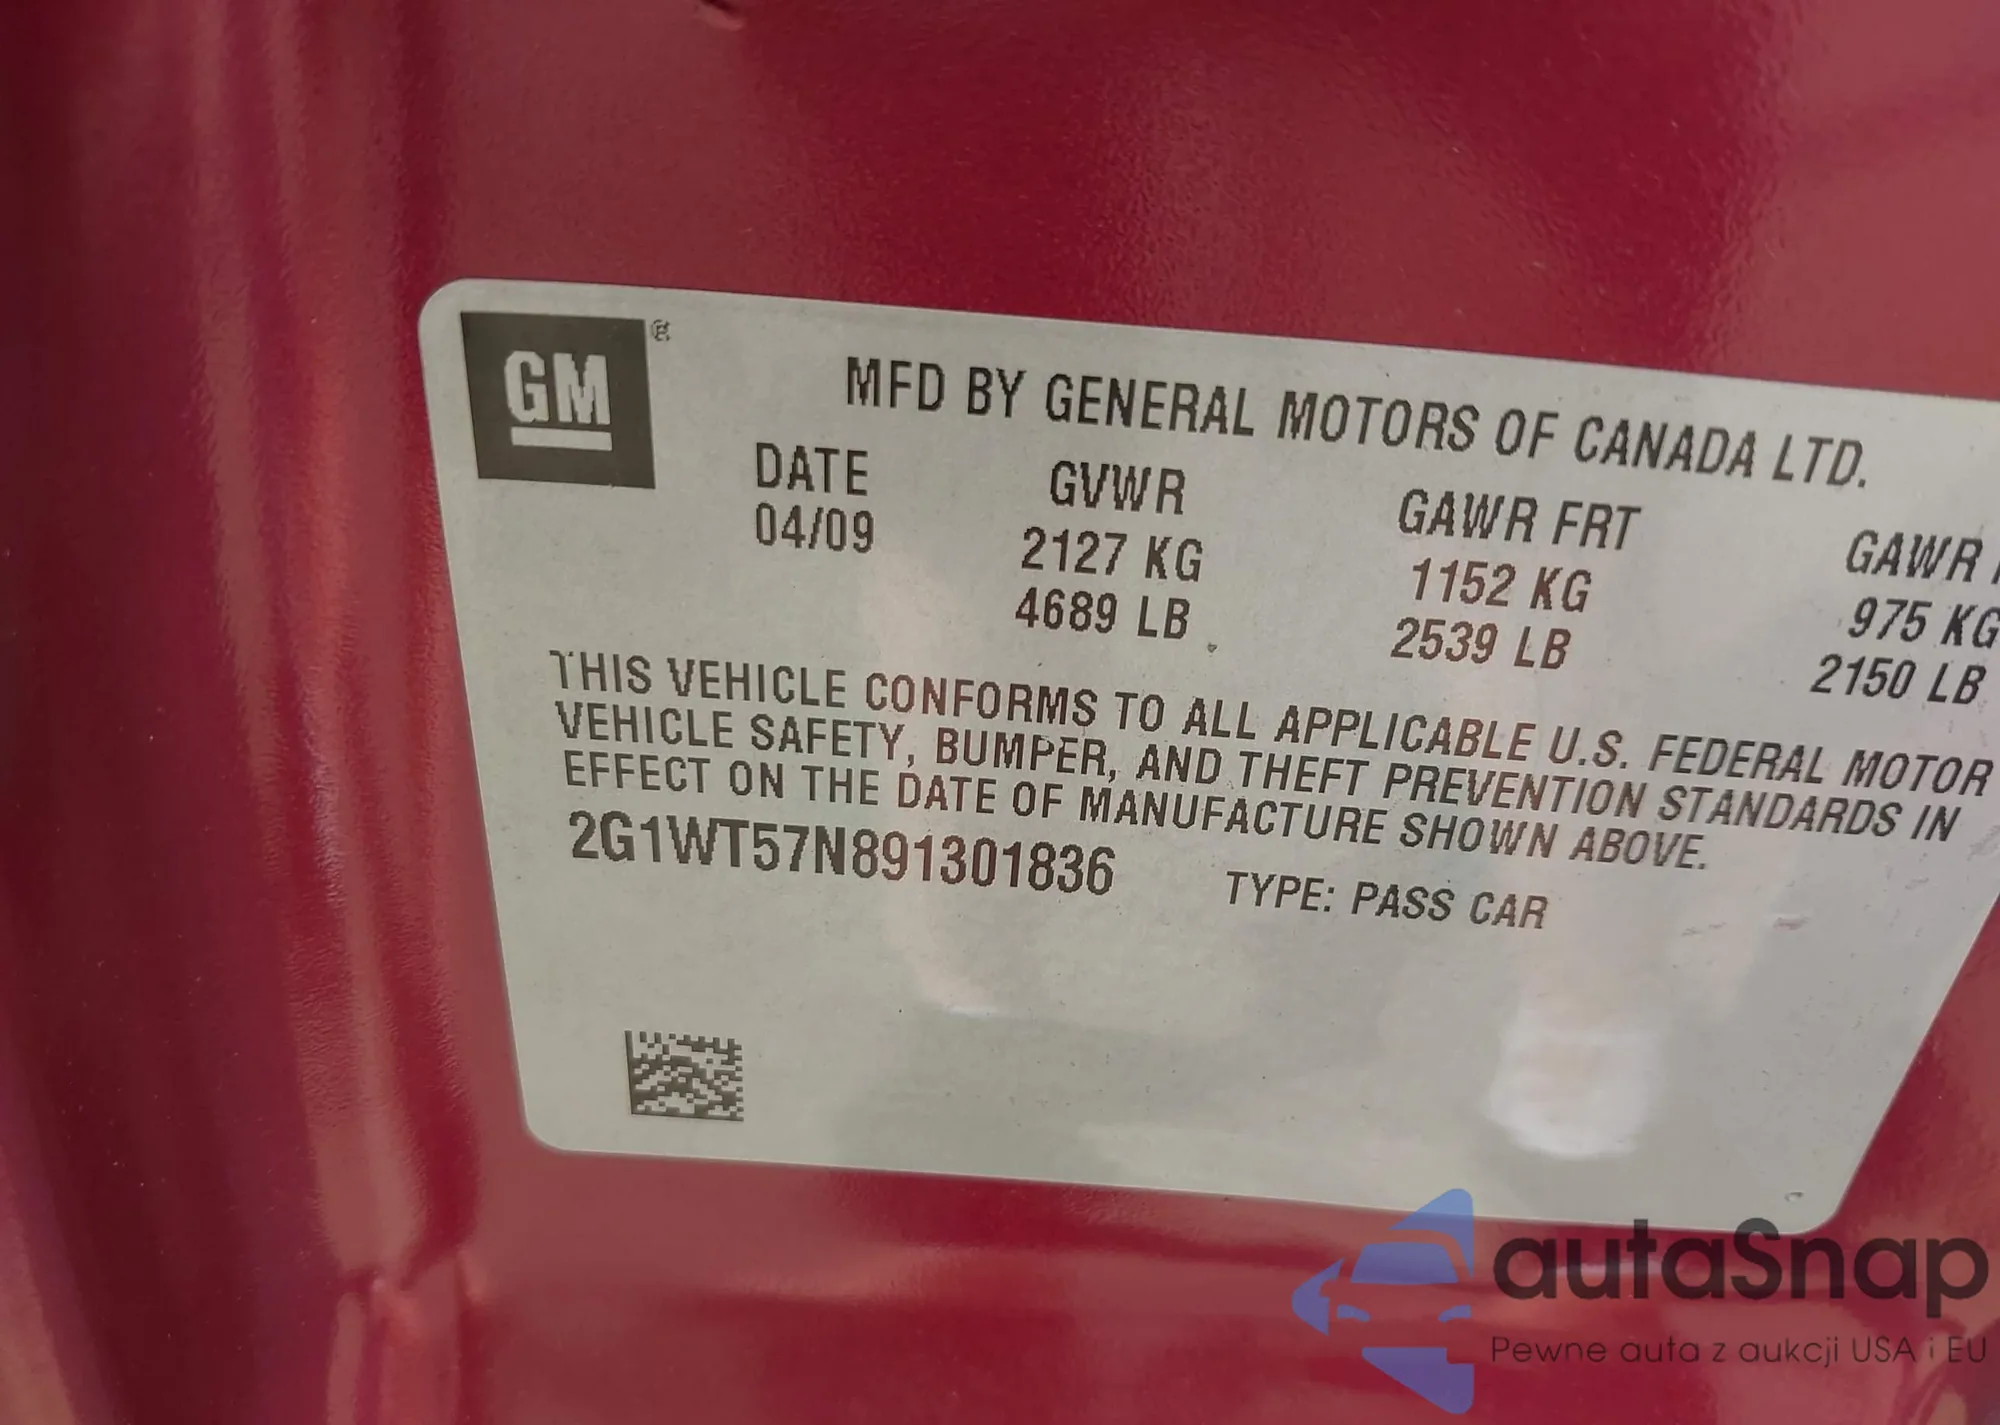 GM ®
MFD BY GENERAL MOTORS OF CANADA LTD.
DATE GVWR GAWR FRT GAWR
04/09 2127 KG 1152 KG 975 KG
4689 LB 2539 LB 2150 LB
THIS VEHICLE CONFORMS TO ALL APPLICABLE U.S. FEDERAL MOTOR
VEHICLE SAFETY, BUMPER, AND THEFT PREVENTION STANDARDS IN
EFFECT ON THE DATE OF MANUFACTURE SHOWN ABOVE.
2G1WT57N891301836 TYPE: PASS CAR
autaSnap
Pewne auta z aukcji USA i EU